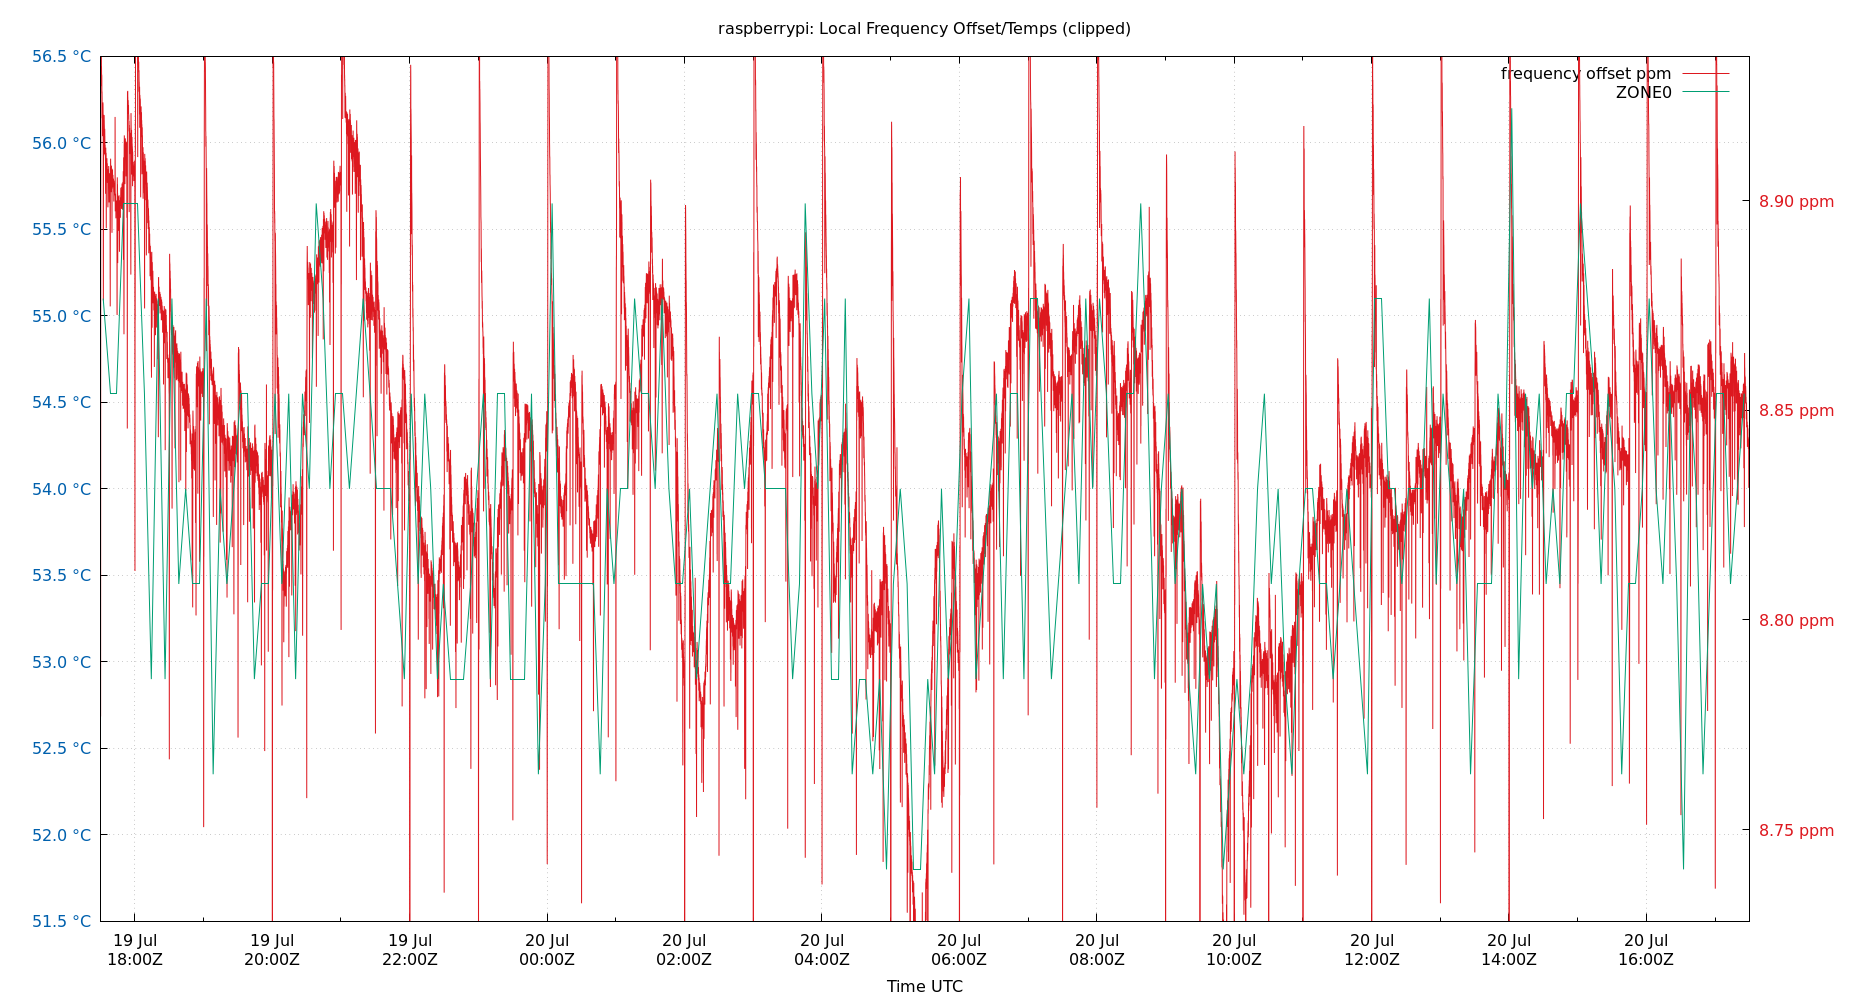 raspberrypi: Local Frequency Offset/Temps (clipped)
frequency offset ppm
ZONE0
56.5 °C
56.0 °C
55.5 °C
55.0 °C
54.5 °C
54.0 °C
53.5 °C
53.0 °C
52.5 °C
52.0 °C
51.5 °C
8.90 ppm
8.85 ppm
8.80 ppm
8.75 ppm
19 Jul
18:00Z
19 Jul
20:00Z
19 Jul
22:00Z
20 Jul
00:00Z
20 Jul
02:00Z
20 Jul
04:00Z
20 Jul
06:00Z
20 Jul
08:00Z
20 Jul
10:00Z
20 Jul
12:00Z
20 Jul
14:00Z
20 Jul
16:00Z
Time UTC